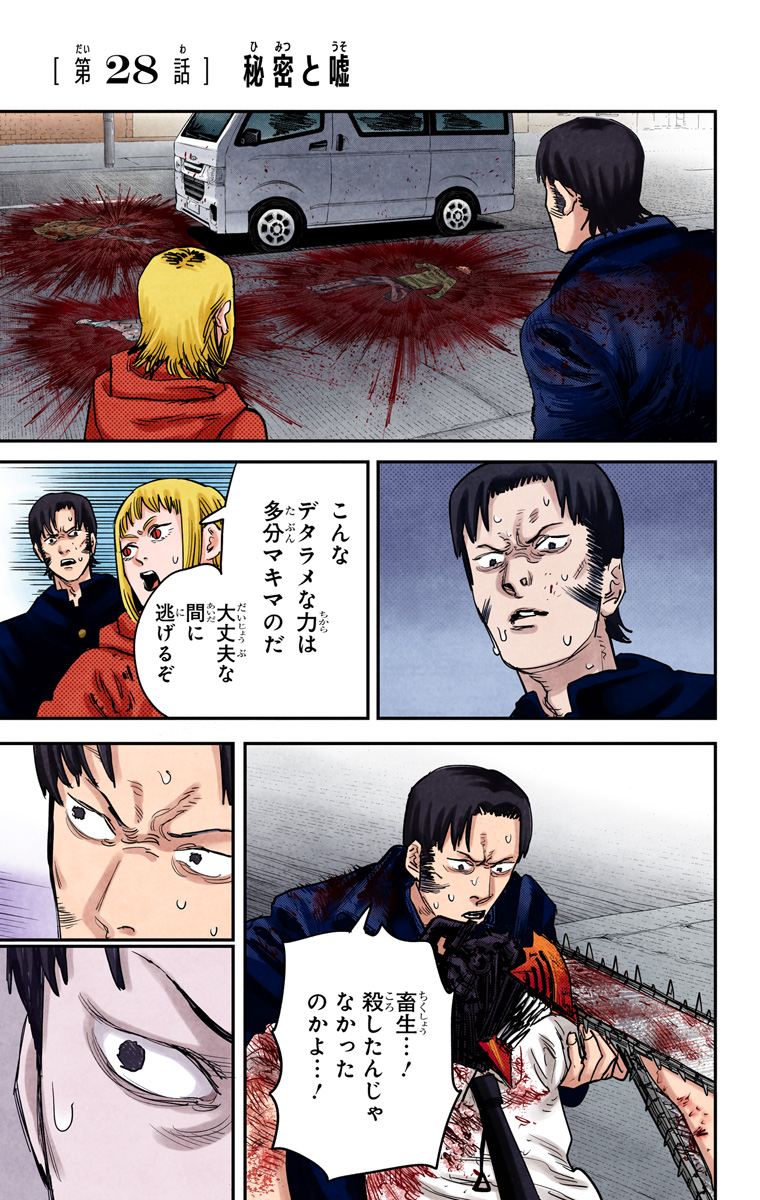 [第28話] 秘密と嘘
こんな
デタラメな力は
多分マキマのだ
大丈夫な
間に
逃げるぞ
畜生…！
殺したんじゃ
なかった
のかよ…！